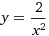 y = 2/x²